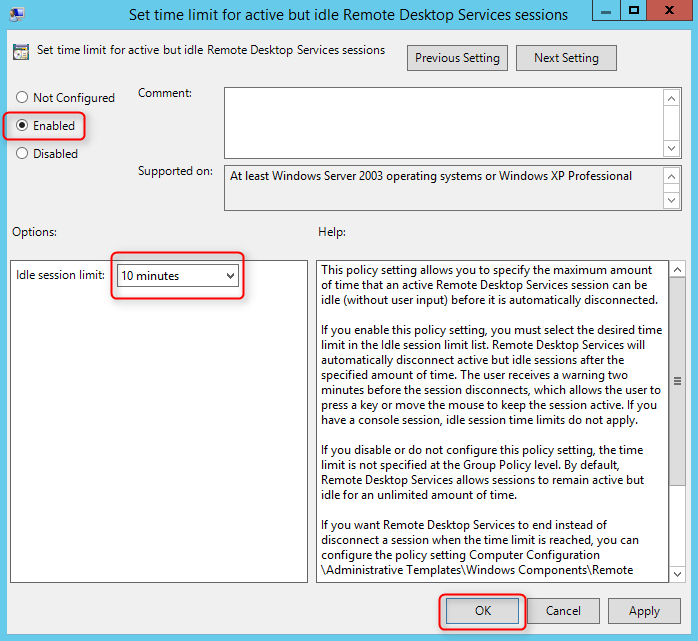 Set time limit for active but idle Remote Desktop Services sessions
Set time limit for active but idle Remote Desktop Services sessions
Previous Setting
Next Setting
Not Configured
Comment:
Enabled
Disabled
Supported on:
At least Windows Server 2003 operating systems or Windows XP Professional
Options:
Help:
Idle session limit:
10 minutes
This policy setting allows you to specify the maximum amount
of time that an active Remote Desktop Services session can be
idle (without user input) before it is automatically disconnected.
If you enable this policy setting, you must select the desired time
limit in the Idle session limit list. Remote Desktop Services will
automatically disconnect active but idle sessions after the
specified amount of time. The user receives a warning two
minutes before the session disconnects, which allows the user to
press a key or move the mouse to keep the session active. If you
have a console session, idle session time limits do not apply.
If you disable or do not configure this policy setting, the time
limit is not specified at the Group Policy level. By default,
Remote Desktop Services allows sessions to remain active but
idle for an unlimited amount of time.
If you want Remote Desktop Services to end instead of
disconnect a session when the time limit is reached, you can
configure the policy setting Computer Configuration
\Administrative Templates\Windows Components\Remote
OK
Cancel
Apply